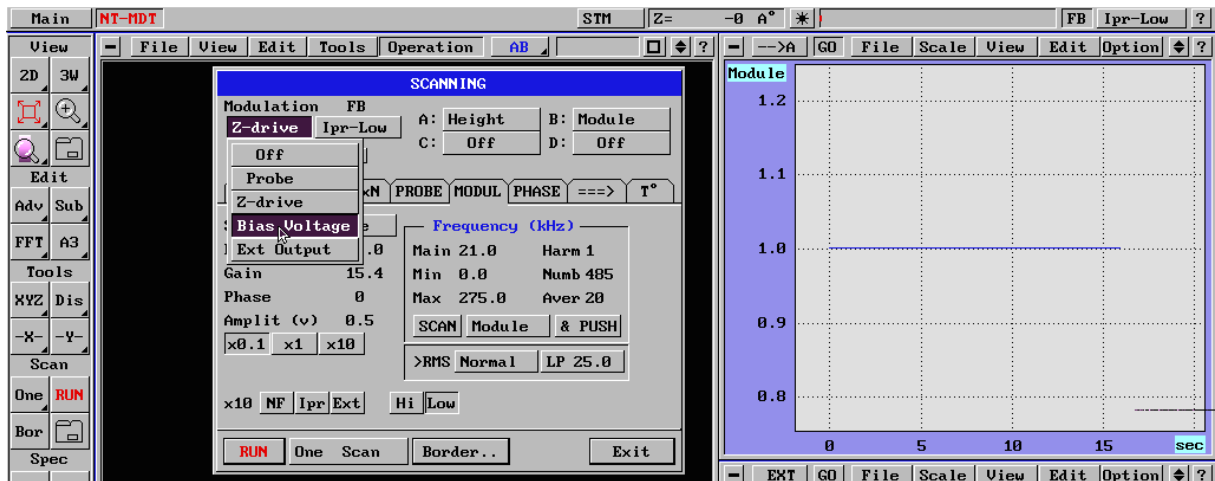 Main NT-MDT STM Z= -0 A° FB Ipr-Low ?
View File View Edit Tools Operation AB ?
-->A GO File Scale View Edit Option ?
2D 3W
Edit
Adv Sub
FFT A3
Tools
XYZ Dis
-X- -Y-
Scan
One RUN
Bor
Spec
SCANNING
Modulation FB
Z-drive Ipr-Low
A: Height B: Module
C: Off D: Off
Off
Probe
Z-drive
Bias Voltage
Ext Output
xN PROBE MODUL PHASE ===> T°
.0
Gain 15.4
Phase 0
Amplit (v) 0.5
x0.1 x1 x10
Frequency (kHz)
Main 21.0 Harm 1
Min 0.0 Numb 485
Max 275.0 Aver 20
SCAN Module & PUSH
>RMS Normal LP 25.0
x10 NF Ipr Ext Hi Low
RUN One Scan Border.. Exit
Module
1.2
1.1
1.0
0.9
0.8
0 5 10 15 sec
EXT GO File Scale View Edit Option ?